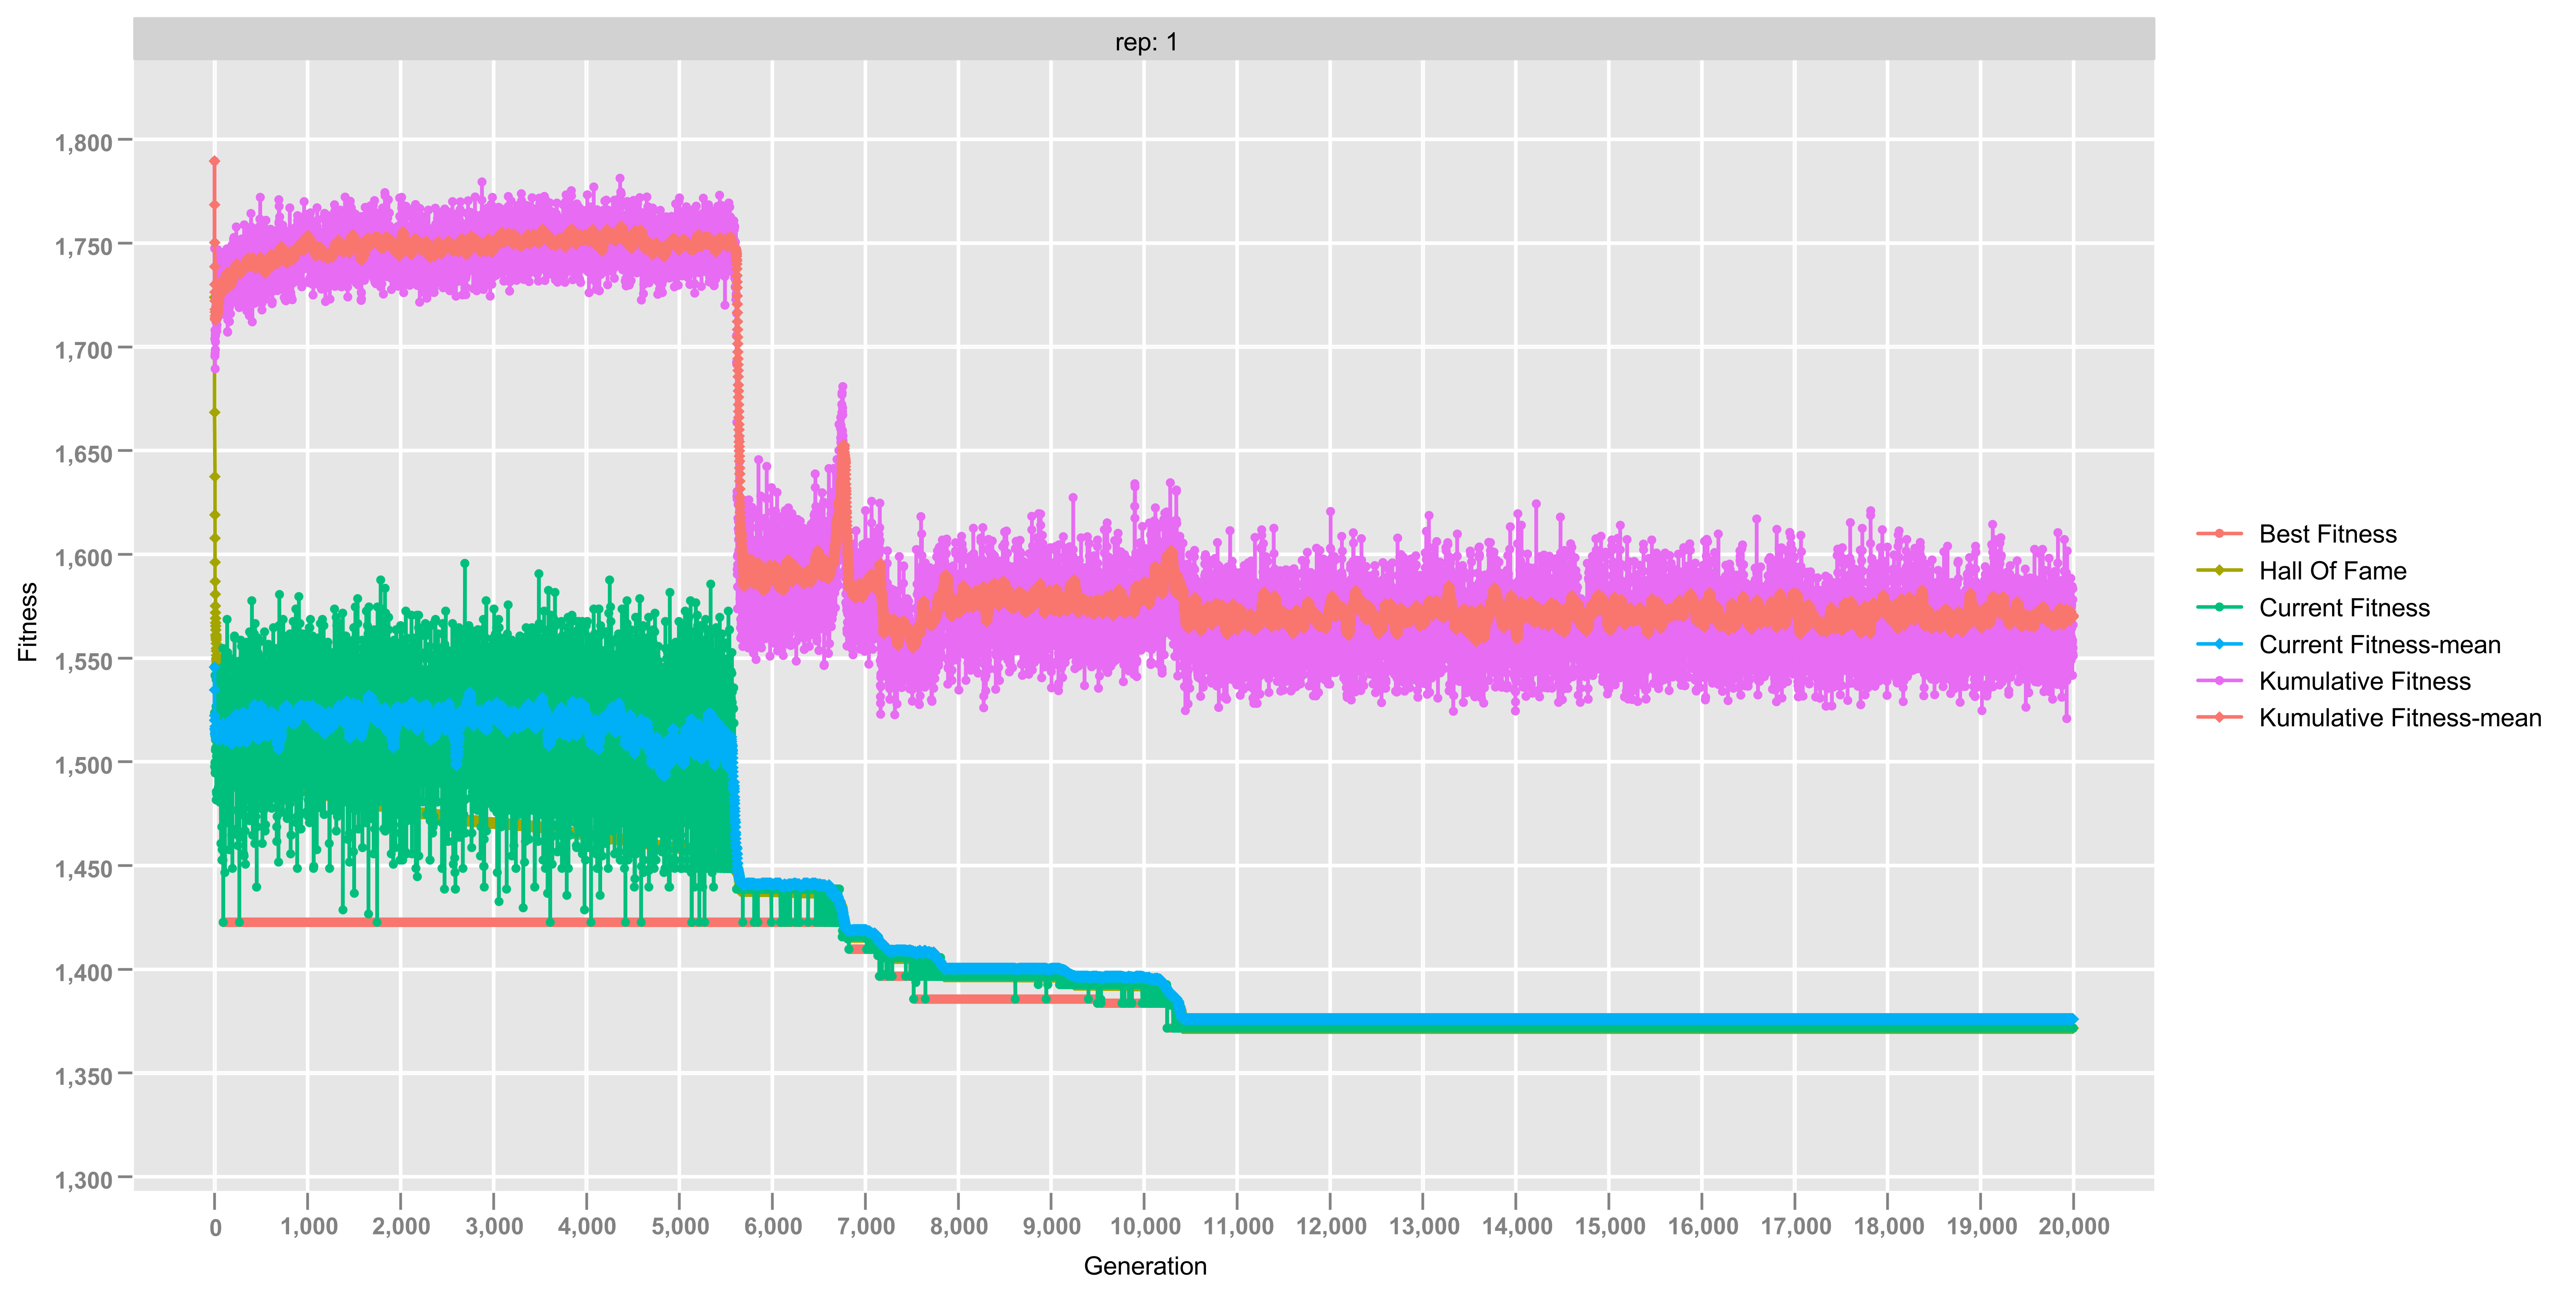 rep: 1
1,800
1,750
1,700
1,650
1,600
1,550
1,500
1,450
1,400
1,350
1,300
Fitness
0 1,000 2,000 3,000 4,000 5,000 6,000 7,000 8,000 9,000 10,000 11,000 12,000 13,000 14,000 15,000 16,000 17,000 18,000 19,000 20,000
Generation
Best Fitness
Hall Of Fame
Current Fitness
Current Fitness-mean
Kumulative Fitness
Kumulative Fitness-mean